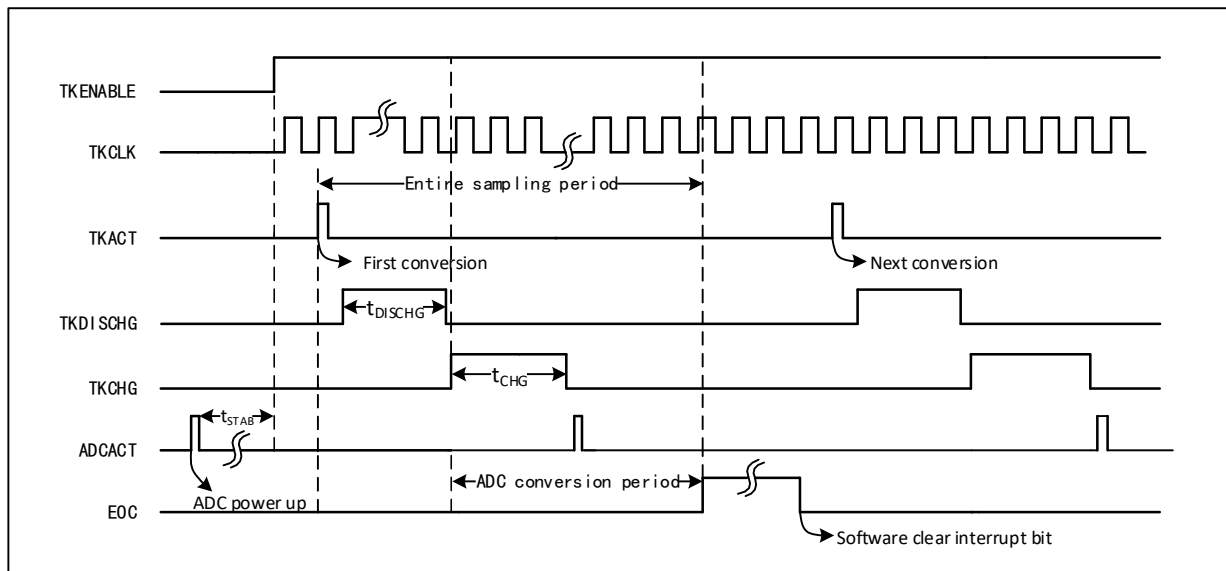 TKENABLE
TKCLK
Entire sampling period
TKACT
First conversion
Next conversion
TKDISCHG
tDISCHG
TKCHG
tCHG
tSTAB
ADCACT
ADC conversion period
ADC power up
EOC
Software clear interrupt bit